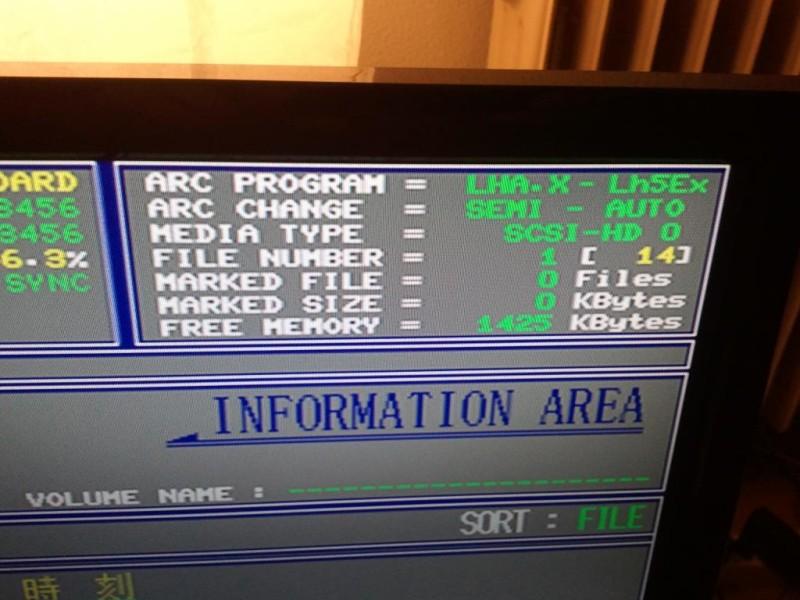 OARD
3456
3456
6.3%
SYNC
ARC PROGRAM = LHA.X - Lh5Ex
ARC CHANGE = SEMI - AUTO
MEDIA TYPE = SCSI-HD 0
FILE NUMBER = 1 [ 14]
MARKED FILE = 0 Files
MARKED SIZE = 0 KBytes
FREE MEMORY = 1425 KBytes
INFORMATION AREA
VOLUME NAME : --------------------
SORT : FILE
時 刻